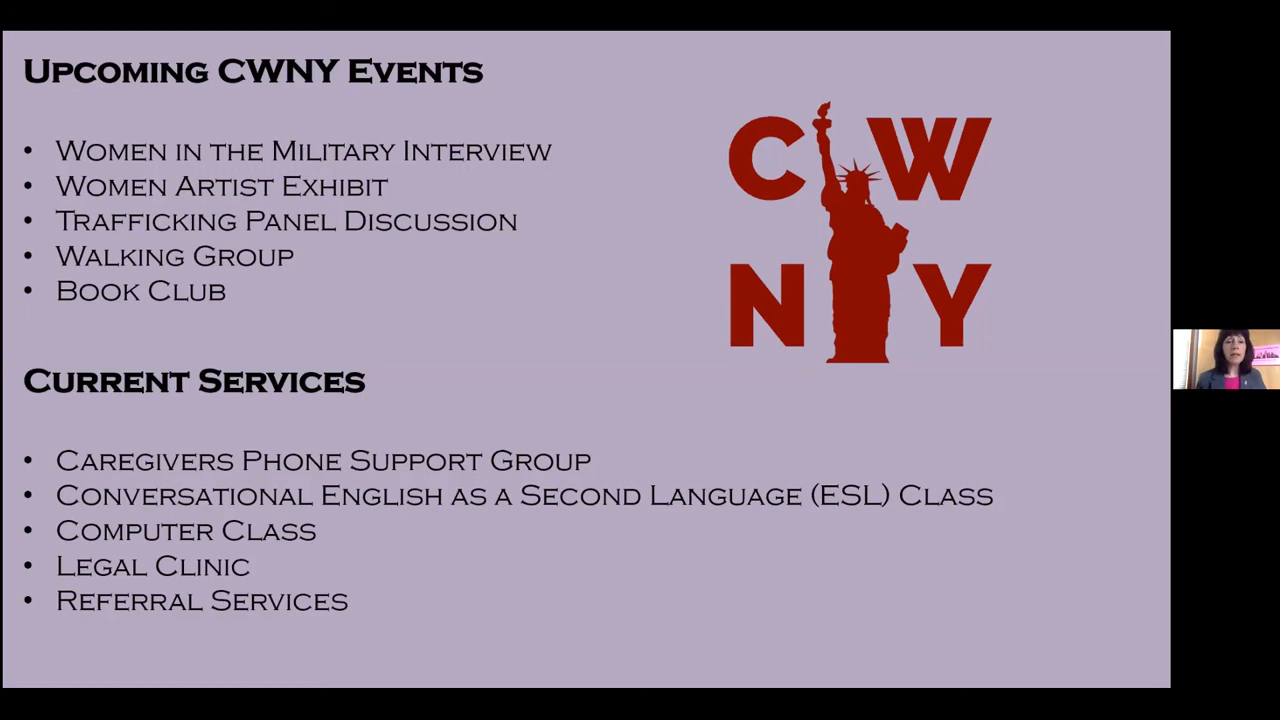 Upcoming CWNY Events
• Women in the Military Interview
• Women Artist Exhibit
• Trafficking Panel Discussion
• Walking Group
• Book Club
C W
N Y
Current Services
• Caregivers Phone Support Group
• Conversational English as a Second Language (ESL) Class
• Computer Class
• Legal Clinic
• Referral Services